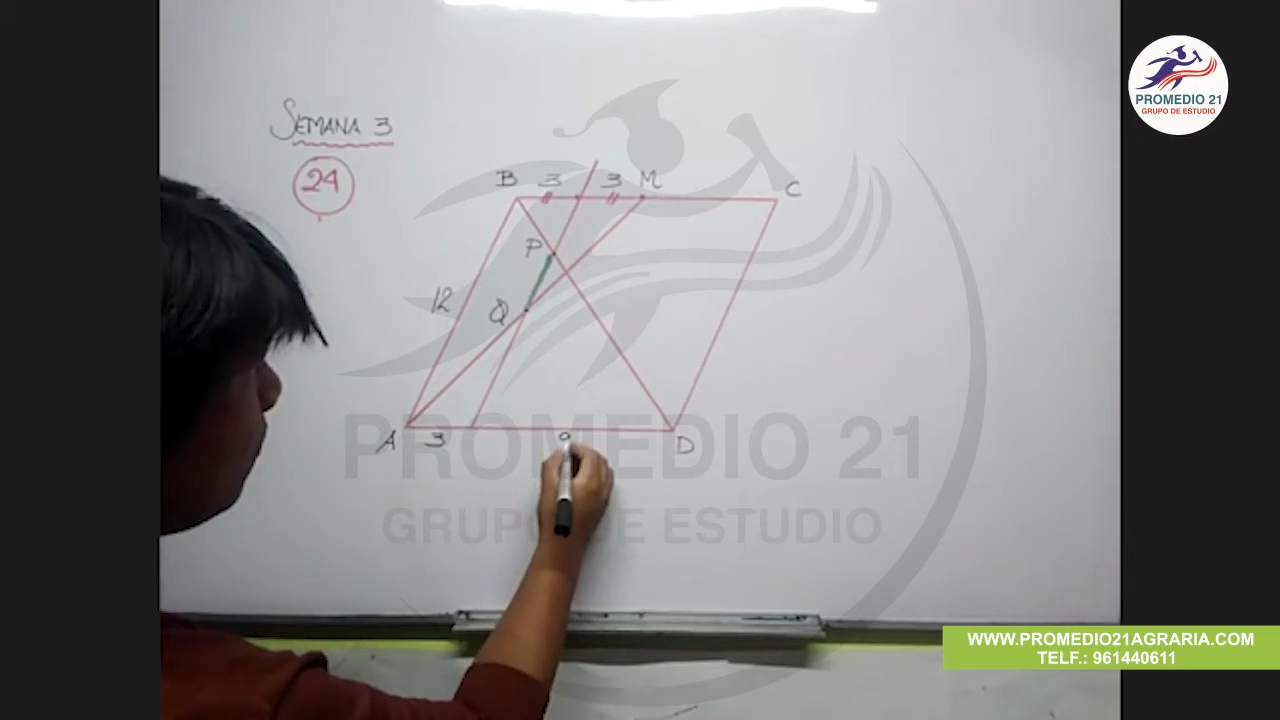 PROMEDIO 21
GRUPO DE ESTUDIO
SEMANA 3
24
B 3 3 M C
P
12 Q
A 3 9 D
PROMEDIO 21
GRUPO DE ESTUDIO
WWW.PROMEDIO21AGRARIA.COM
TELF.: 961440611